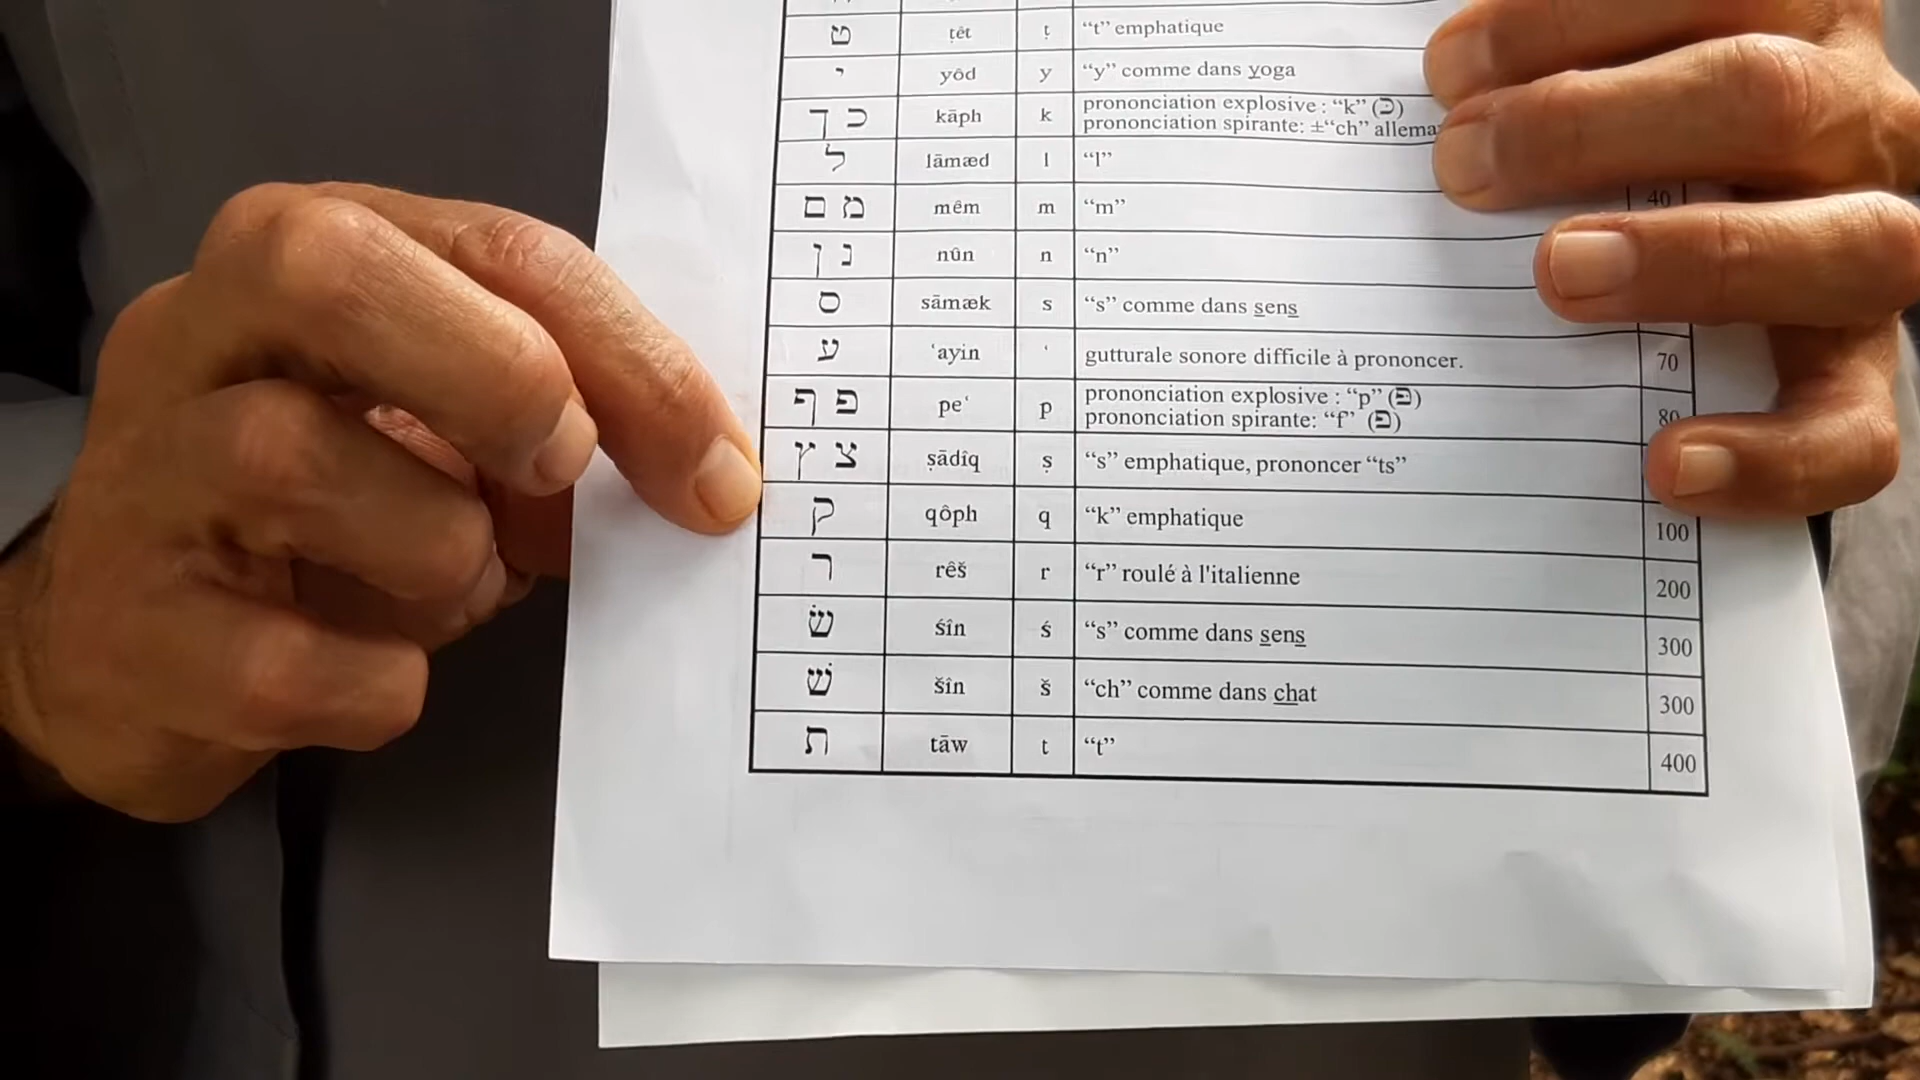 ט ṭêt ṭ “t” emphatique
י yôd y “y” comme dans yoga
ך כ kāph k prononciation explosive : “k” (כּ)
prononciation spirante: ±“ch”
ל lāmæd l “l”
ם מ mêm m “m” 40
ן נ nûn n “n”
ס sāmæk s “s” comme dans sens
ע ʿayin ʿ gutturale sonore difficile à prononcer. 70
ף פ peʿ p prononciation explosive : “p” (פּ) 80
prononciation spirante: “f” (פ)
ץ צ ṣādîq ṣ “s” emphatique, prononcer “ts”
ק qôph q “k” emphatique 100
ר rêš r “r” roulé à l'italienne 200
שׂ śîn ś “s” comme dans sens 300
שׁ šîn š “ch” comme dans chat 300
ת tāw t “t” 400